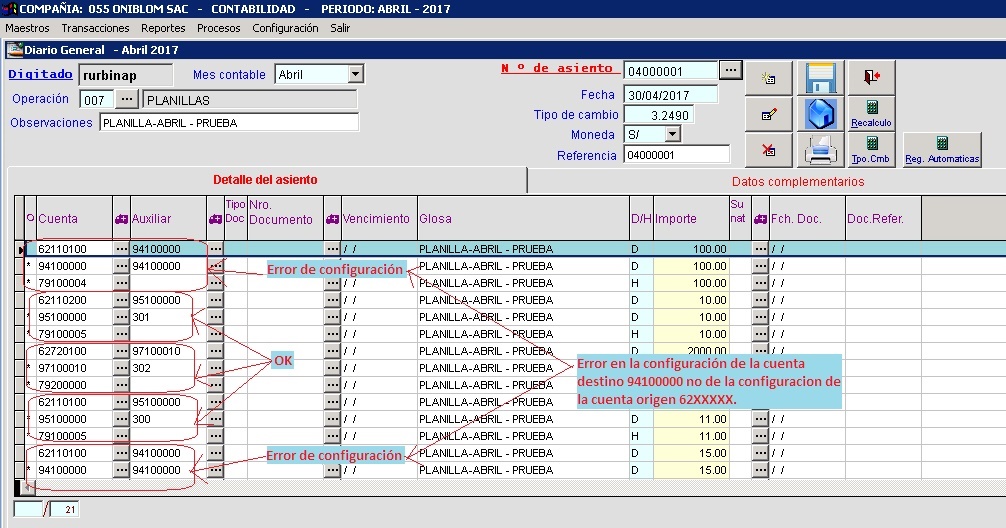 COMPAÑIA: 055 ONIBLOM SAC - CONTABILIDAD - PERIODO: ABRIL - 2017
Maestros Transacciones Reportes Procesos Configuración Salir
Diario General - Abril 2017
Digitado rurbinap Mes contable Abril
Nº de asiento 04000001 ...
Operación 007 ... PLANILLAS
Fecha 30/04/2017
Observaciones PLANILLA-ABRIL - PRUEBA
Tipo de cambio 3.2490
Moneda S/
Referencia 04000001
Recalculo
Tpo.Cmb Reg. Automaticas
Detalle del asiento Datos complementarios
O Cuenta Auxiliar Tipo Doc Nro. Documento Vencimiento Glosa D/H Importe Su nat Fch. Doc. Doc.Refer.
62110100 ... 94100000 ... ... / / PLANILLA-ABRIL - PRUEBA D 100.00 ... / /
* 94100000 ... 94100000 ... Error de configuración ... / / PLANILLA-ABRIL - PRUEBA D 100.00 ... / /
* 79100004 ... ... ... / / PLANILLA-ABRIL - PRUEBA H 100.00 ... / /
62110200 ... 95100000 ... ... / / PLANILLA-ABRIL - PRUEBA D 10.00 ... / /
* 95100000 ... 301 ... ... / / PLANILLA-ABRIL - PRUEBA D 10.00 ... / /
* 79100005 ... ... ... / / PLANILLA-ABRIL - PRUEBA H 10.00 ... / /
62720100 ... 97100010 ... OK ... / / PLANILLA-ABRIL - PRUEBA D 2000.00 ... / /
* 97100010 ... 302 ... ... / / PLANILLA-ABRIL - PRUEBA
* 79200000 ... ... ... / / PLANILLA-ABRIL - PRUEBA
Error en la configuración de la cuenta
destino 94100000 no de la configuracion de
la cuenta origen 62XXXXX.
62110100 ... 95100000 ... ... / / PLANILLA-ABRIL - PRUEBA
* 95100000 ... 300 ... ... / / PLANILLA-ABRIL - PRUEBA D 11.00 ... / /
* 79100005 ... ... ... / / PLANILLA-ABRIL - PRUEBA H 11.00 ... / /
62110100 ... 94100000 ... Error de configuración ... / / PLANILLA-ABRIL - PRUEBA D 15.00 ... / /
* 94100000 ... 94100000 ... ... / / PLANILLA-ABRIL - PRUEBA D 15.00 ... / /
/ 21